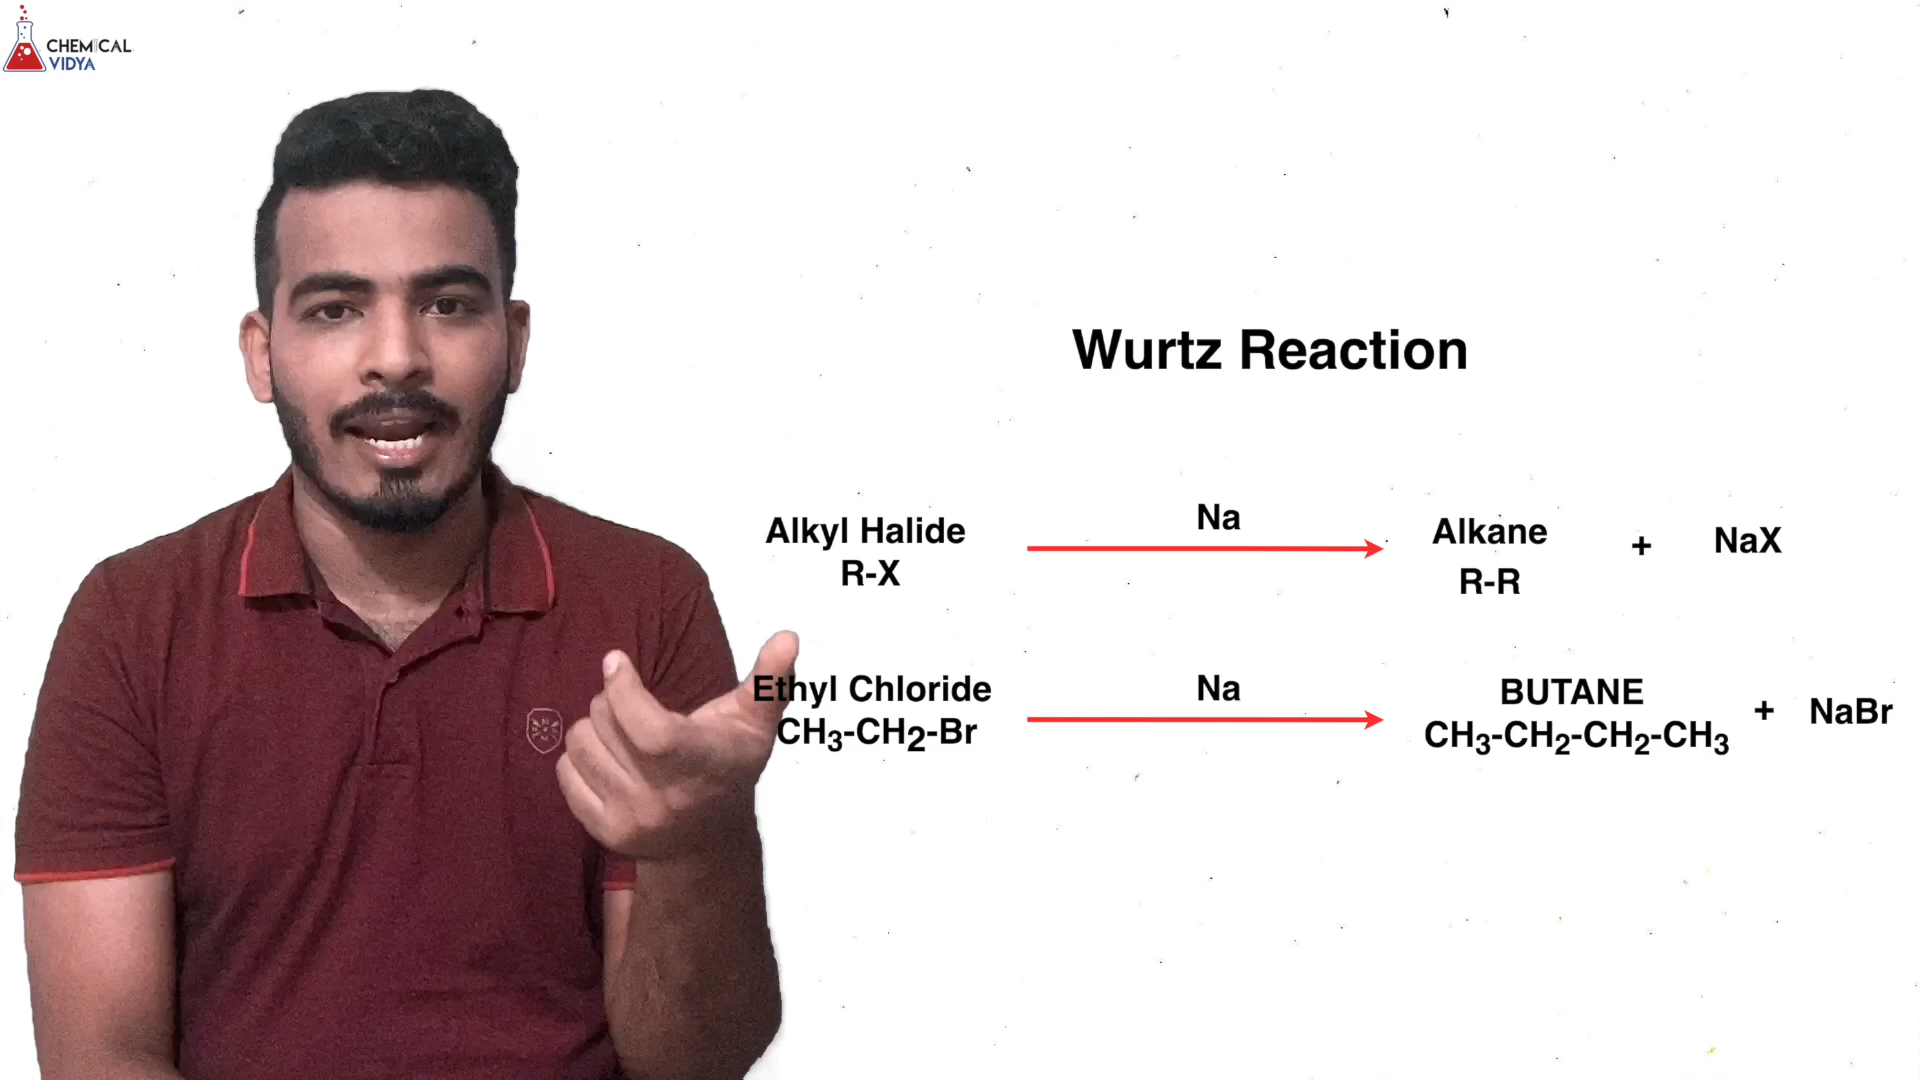 CHEMICAL
VIDYA
Wurtz Reaction
Alkyl Halide
R-X
Na
Alkane
R-R
+
NaX
Ethyl Chloride
CH3-CH2-Br
Na
BUTANE
CH3-CH2-CH2-CH3
+
NaBr